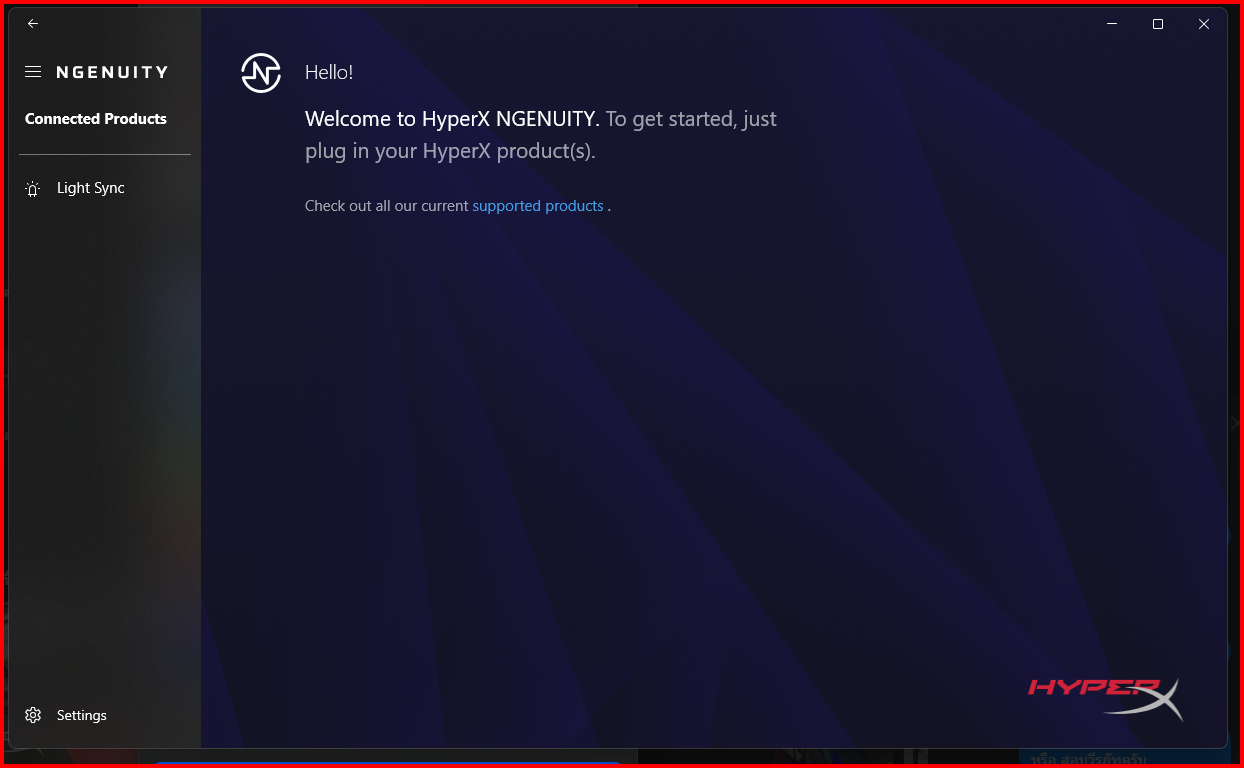 NGENUITY
Connected Products
Light Sync
Settings
Hello!
Welcome to HyperX NGENUITY. To get started, just
plug in your HyperX product(s).
Check out all our current supported products .
HYPERX